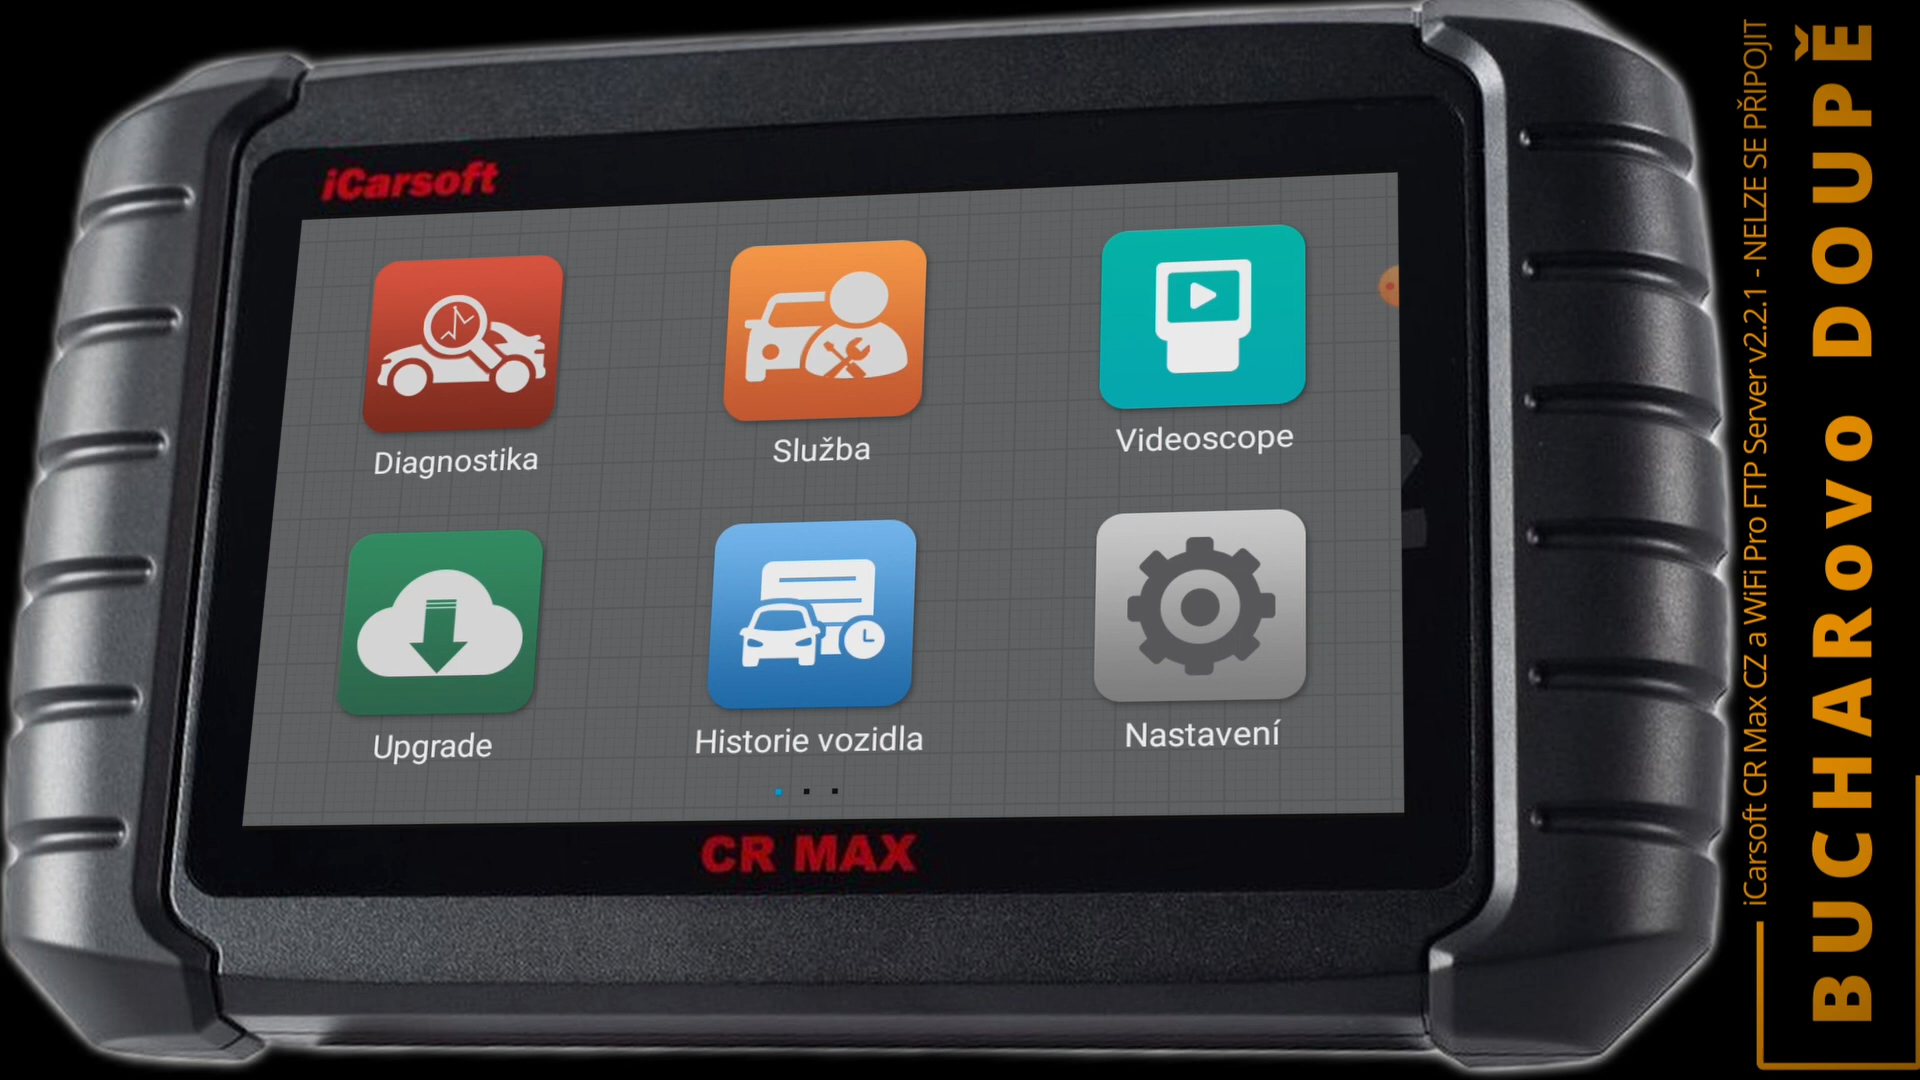 iCarsoft
Diagnostika
Služba
Videoscope
Upgrade
Historie vozidla
Nastavení
CR MAX
iCarsoft CR Max CZ a WiFi Pro FTP Server v2.2.1 - NELZE SE PŘIPOJIT
BUCHARovo DOUPĚ